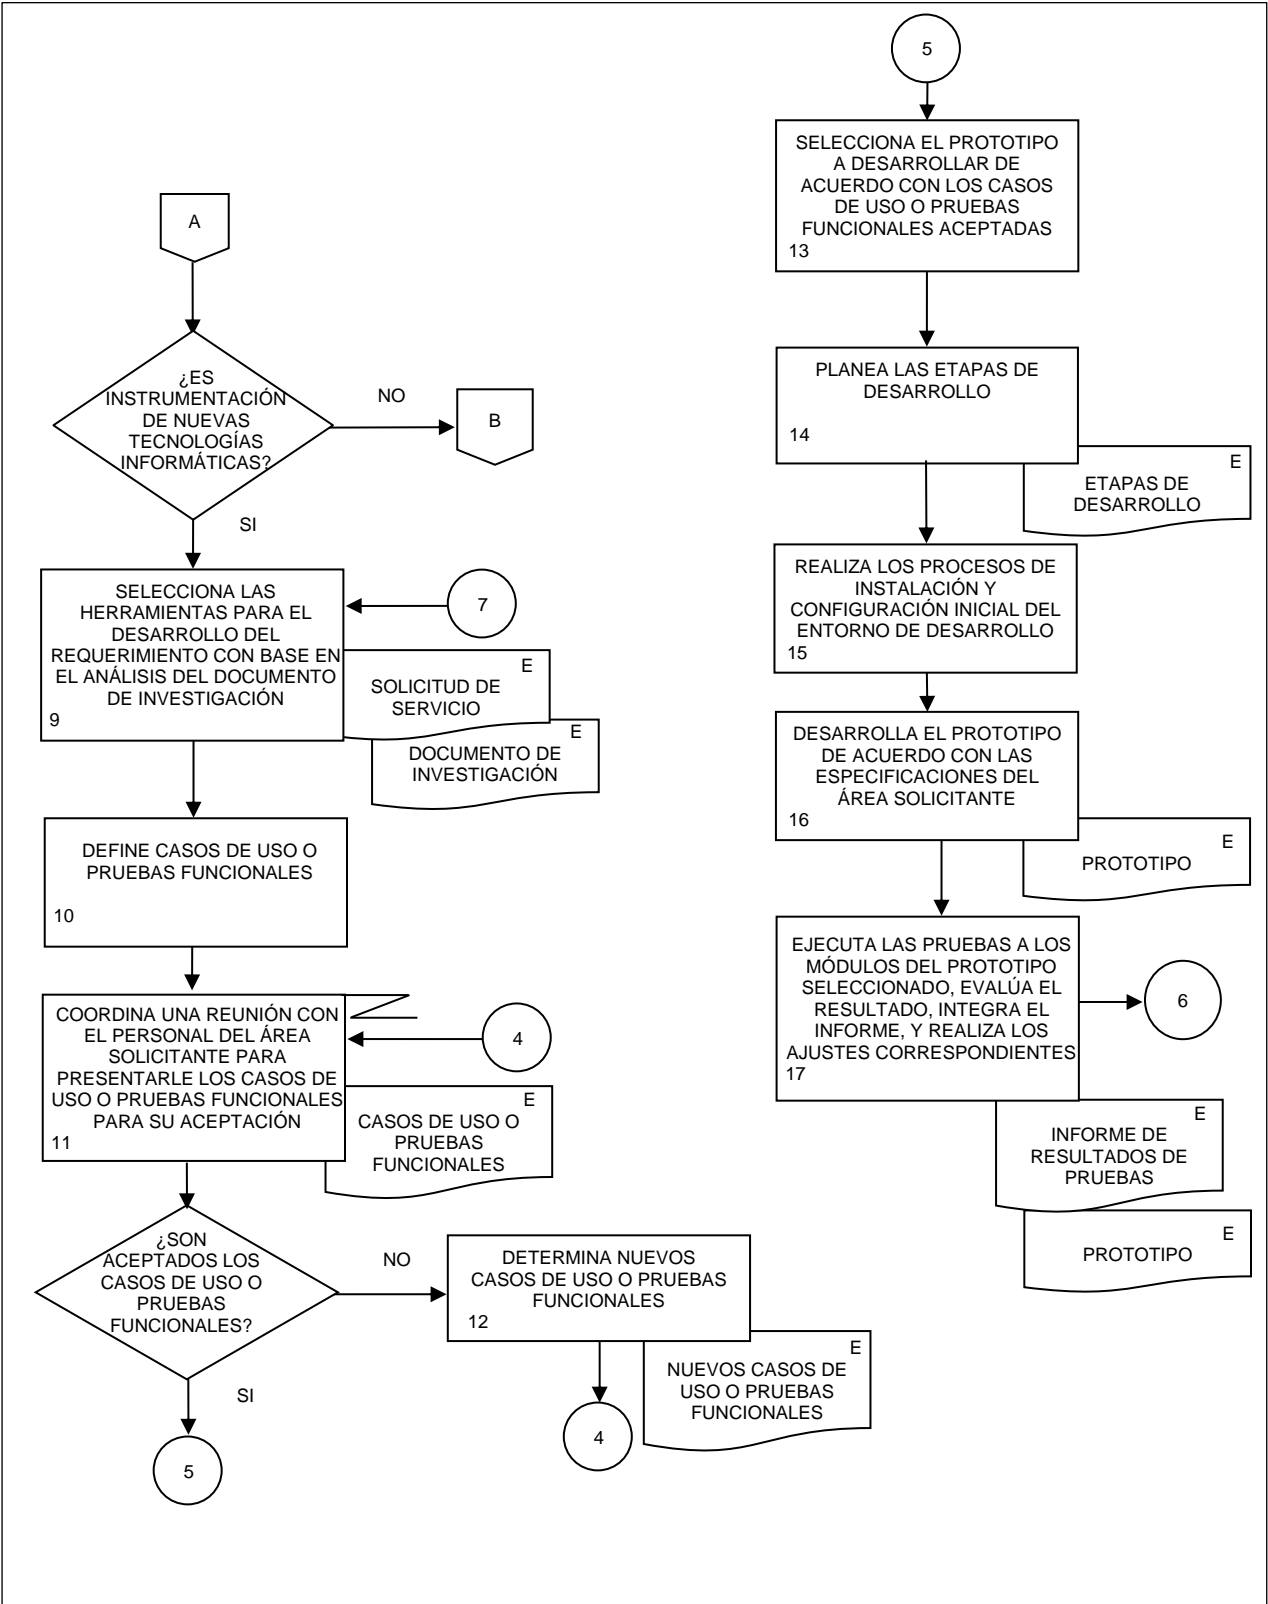 A
¿ES
INSTRUMENTACIÓN
DE NUEVAS
TECNOLOGÍAS
INFORMÁTICAS?
NO
B
SI
SELECCIONA LAS
HERRAMIENTAS PARA EL
DESARROLLO DEL
REQUERIMIENTO CON BASE EN
EL ANÁLISIS DEL DOCUMENTO
DE INVESTIGACIÓN
9
7
E
SOLICITUD DE
SERVICIO
E
DOCUMENTO DE
INVESTIGACIÓN
DEFINE CASOS DE USO O
PRUEBAS FUNCIONALES
10
COORDINA UNA REUNIÓN CON
EL PERSONAL DEL ÁREA
SOLICITANTE PARA
PRESENTARLE LOS CASOS DE
USO O PRUEBAS FUNCIONALES
PARA SU ACEPTACIÓN
11
4
E
CASOS DE USO O
PRUEBAS
FUNCIONALES
¿SON
ACEPTADOS LOS
CASOS DE USO O
PRUEBAS
FUNCIONALES?
NO
DETERMINA NUEVOS
CASOS DE USO O PRUEBAS
FUNCIONALES
12
E
NUEVOS CASOS DE
USO O PRUEBAS
FUNCIONALES
4
SI
5
5
SELECCIONA EL PROTOTIPO
A DESARROLLAR DE
ACUERDO CON LOS CASOS
DE USO O PRUEBAS
FUNCIONALES ACEPTADAS
13
PLANEA LAS ETAPAS DE
DESARROLLO
14
E
ETAPAS DE
DESARROLLO
REALIZA LOS PROCESOS DE
INSTALACIÓN Y
CONFIGURACIÓN INICIAL DEL
ENTORNO DE DESARROLLO
15
DESARROLLA EL PROTOTIPO
DE ACUERDO CON LAS
ESPECIFICACIONES DEL
ÁREA SOLICITANTE
16
E
PROTOTIPO
EJECUTA LAS PRUEBAS A LOS
MÓDULOS DEL PROTOTIPO
SELECCIONADO, EVALÚA EL
RESULTADO, INTEGRA EL
INFORME, Y REALIZA LOS
AJUSTES CORRESPONDIENTES
17
6
E
INFORME DE
RESULTADOS DE
PRUEBAS
E
PROTOTIPO